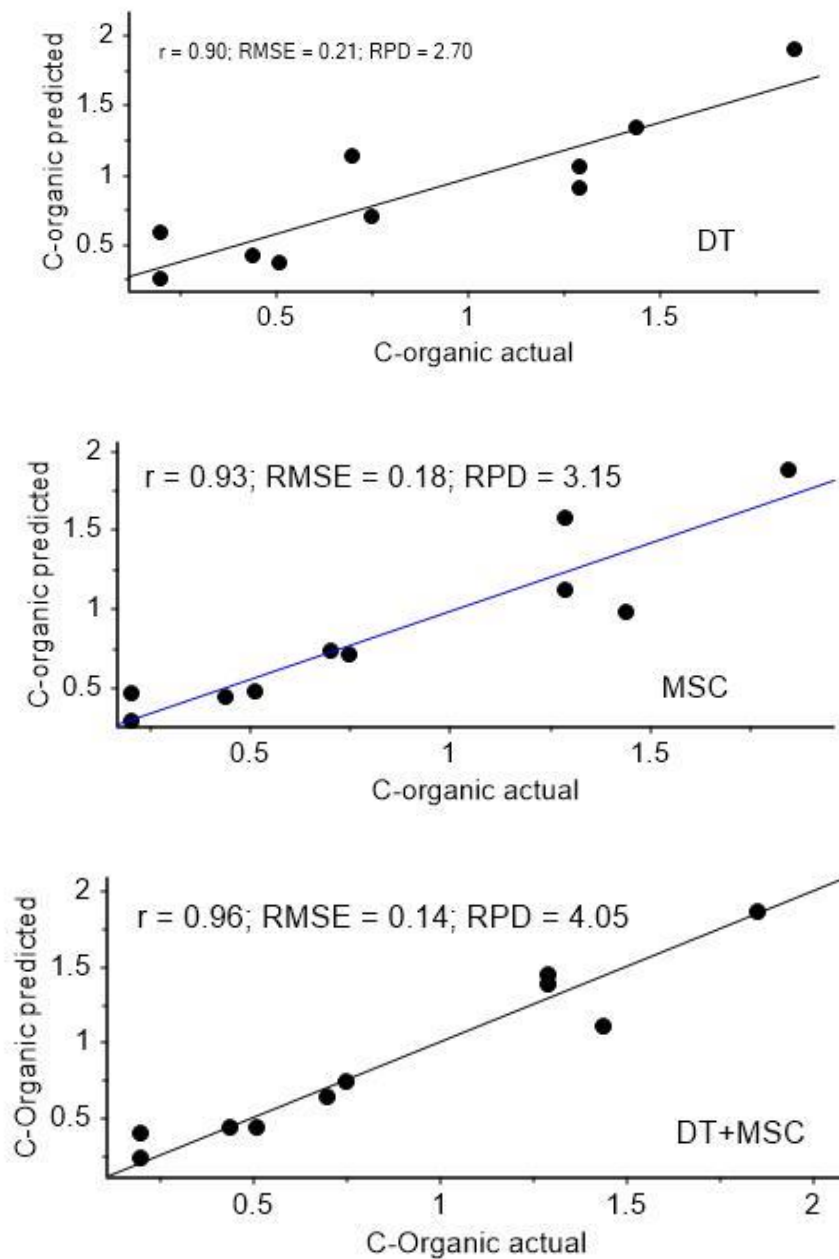 2
r = 0.90; RMSE = 0.21; RPD = 2.70
1.5
1
0.5
C-organic predicted
DT
0.5 1 1.5
C-organic actual
2
r = 0.93; RMSE = 0.18; RPD = 3.15
1.5
1
0.5
C-organic predicted
MSC
0.5 1 1.5
C-organic actual
2
r = 0.96; RMSE = 0.14; RPD = 4.05
1.5
1
0.5
C-Organic predicted
DT+MSC
0.5 1 1.5 2
C-Organic actual